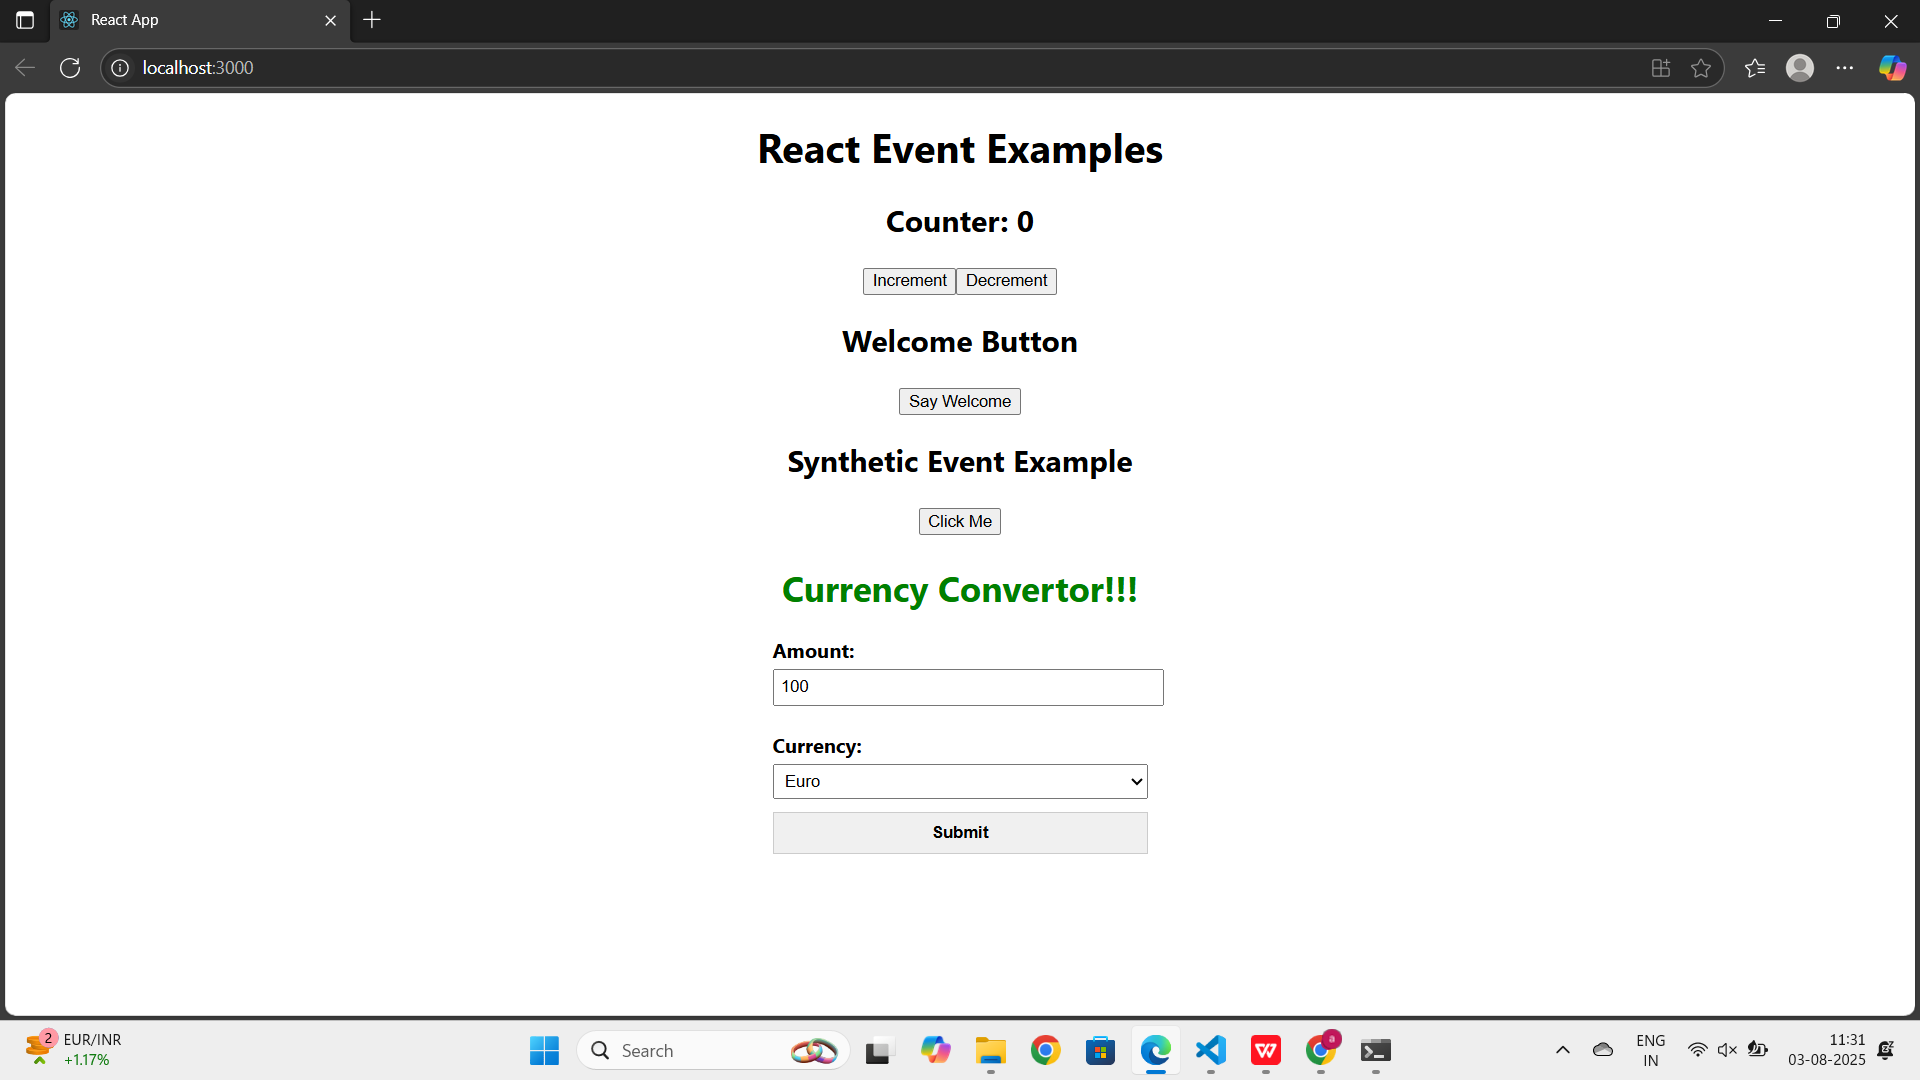 React App
localhost:3000
React Event Examples
Counter: 0
Increment Decrement
Welcome Button
Say Welcome
Synthetic Event Example
Click Me
Currency Convertor!!!
Amount:
100
Currency:
Euro
Submit
2
EUR/INR
+1.17%
Search
W
a
ENG
IN
11:31
03-08-2025